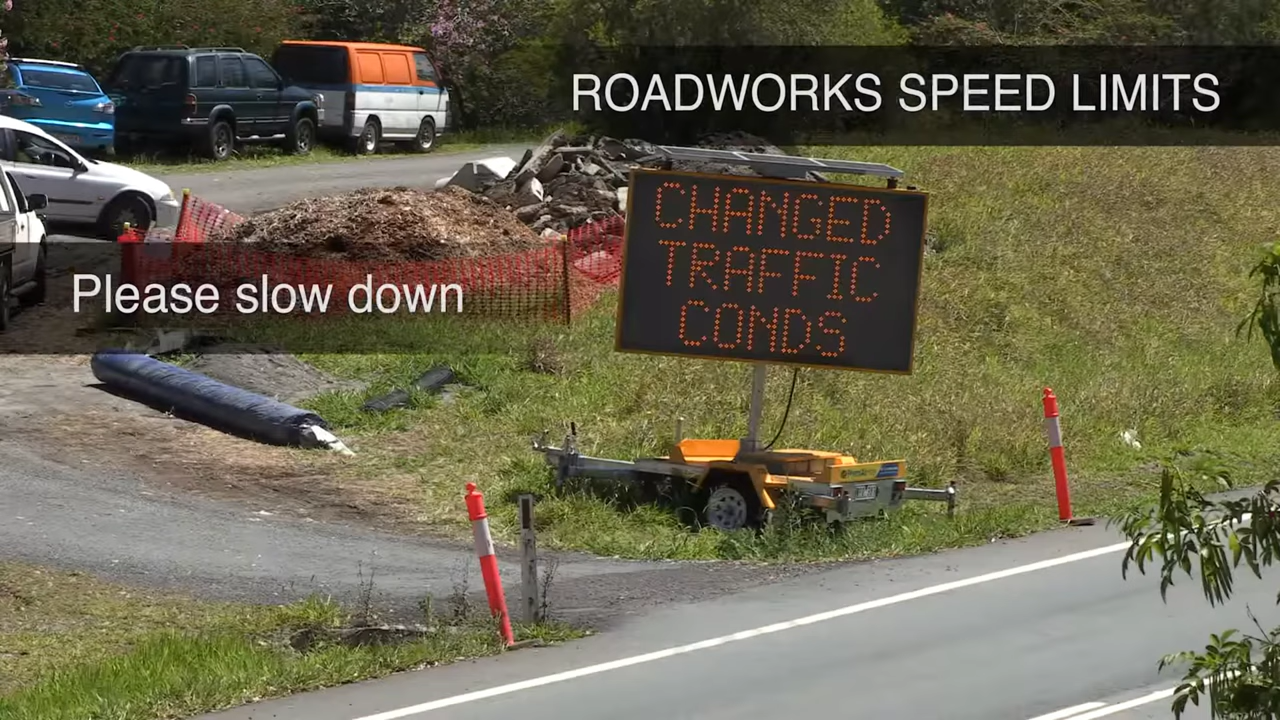 ROADWORKS SPEED LIMITS
CHANGED
TRAFFIC
CONDS
Please slow down